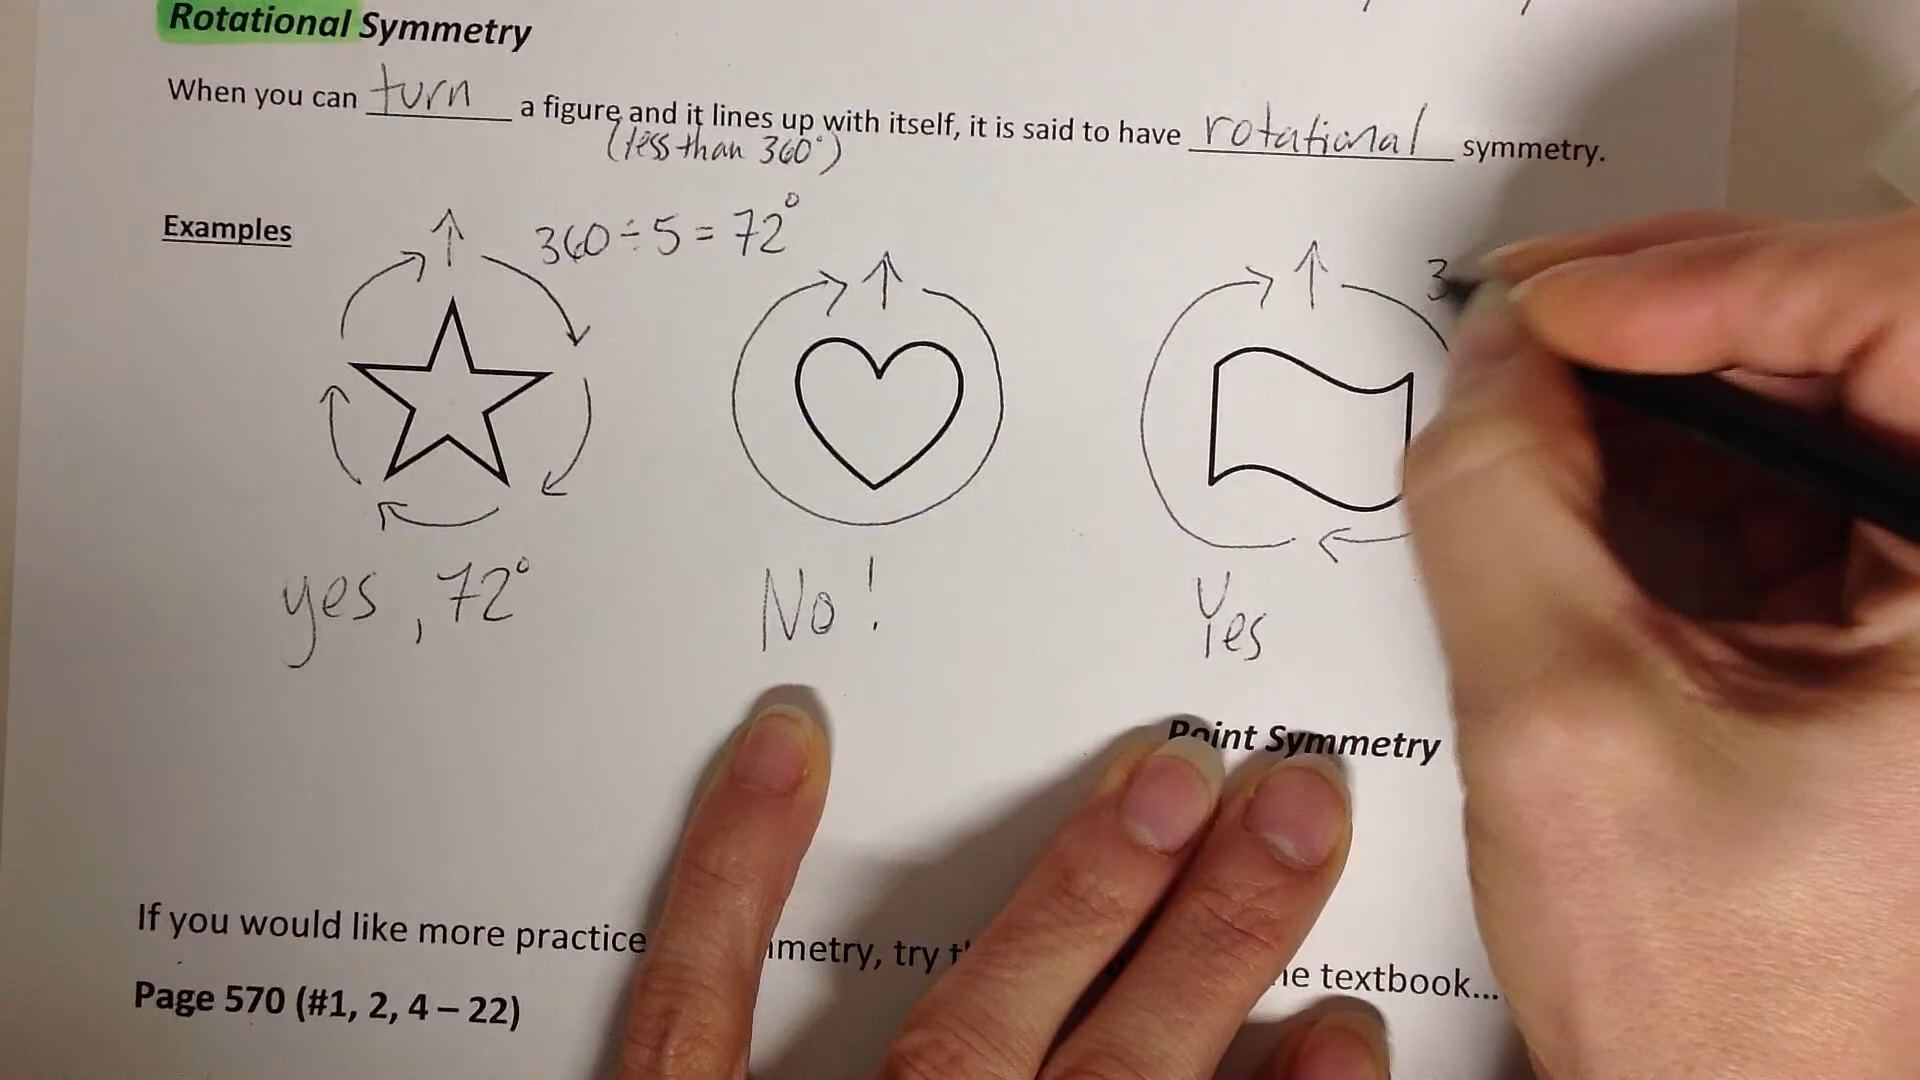 Rotational Symmetry
When you can turn a figure and it lines up with itself, it is said to have rotational symmetry.
(less than 360°)
Examples
360 ÷ 5 = 72°
3
yes, 72°
No!
Yes
Point Symmetry
If you would like more practice metry, try textbook...
Page 570 (#1, 2, 4 – 22)